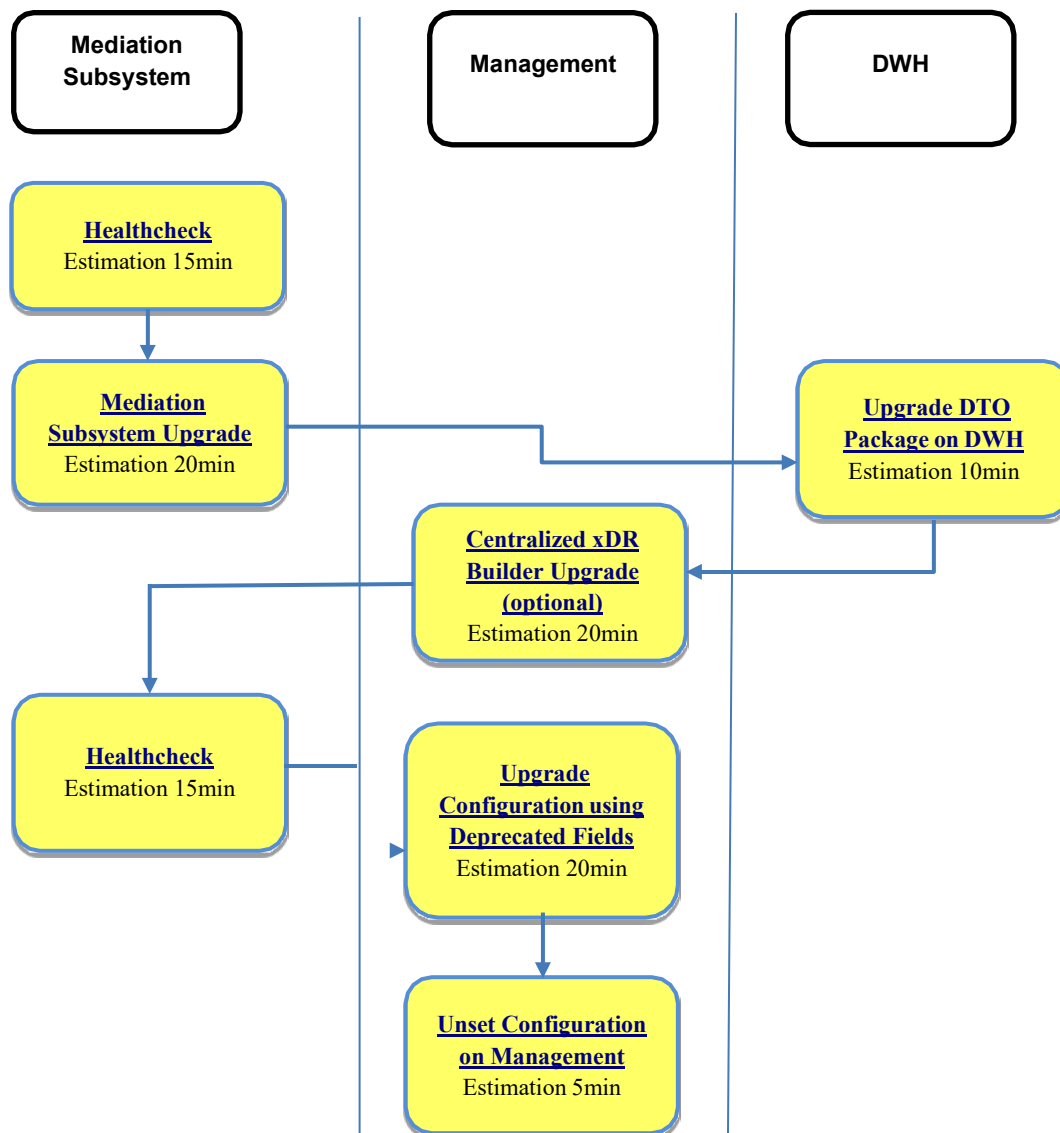 Mediation
Subsystem
Management
DWH
Healthcheck
Estimation 15min
Mediation
Subsystem Upgrade
Estimation 20min
Upgrade DTO
Package on DWH
Estimation 10min
Centralized xDR
Builder Upgrade
(optional)
Estimation 20min
Healthcheck
Estimation 15min
Upgrade
Configuration using
Deprecated Fields
Estimation 20min
Unset Configuration
on Management
Estimation 5min